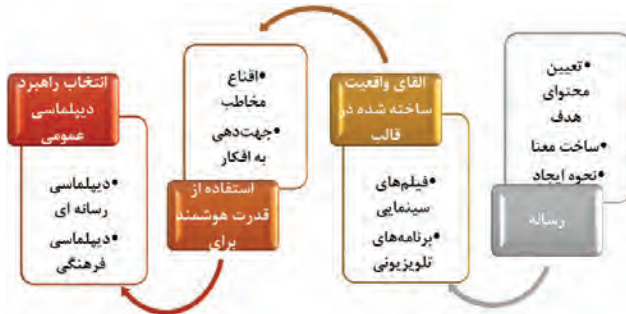 •تعیین
محتوای
هدف
•ساخت معنا
•نحوه ایجاد
رسانه
القای واقعیت
ساخته شده در
قالب
•فیلم‌های
سینمایی
•برنامه‌های
تلویزیونی
•اقناع
مخاطب
•جهت‌دهی
به افکار
استفاده از
قدرت هوشمند
برای
انتخاب راهبرد
دیپلماسی
عمومی
•دیپلماسی
رسانه ای
•دیپلماسی
فرهنگی